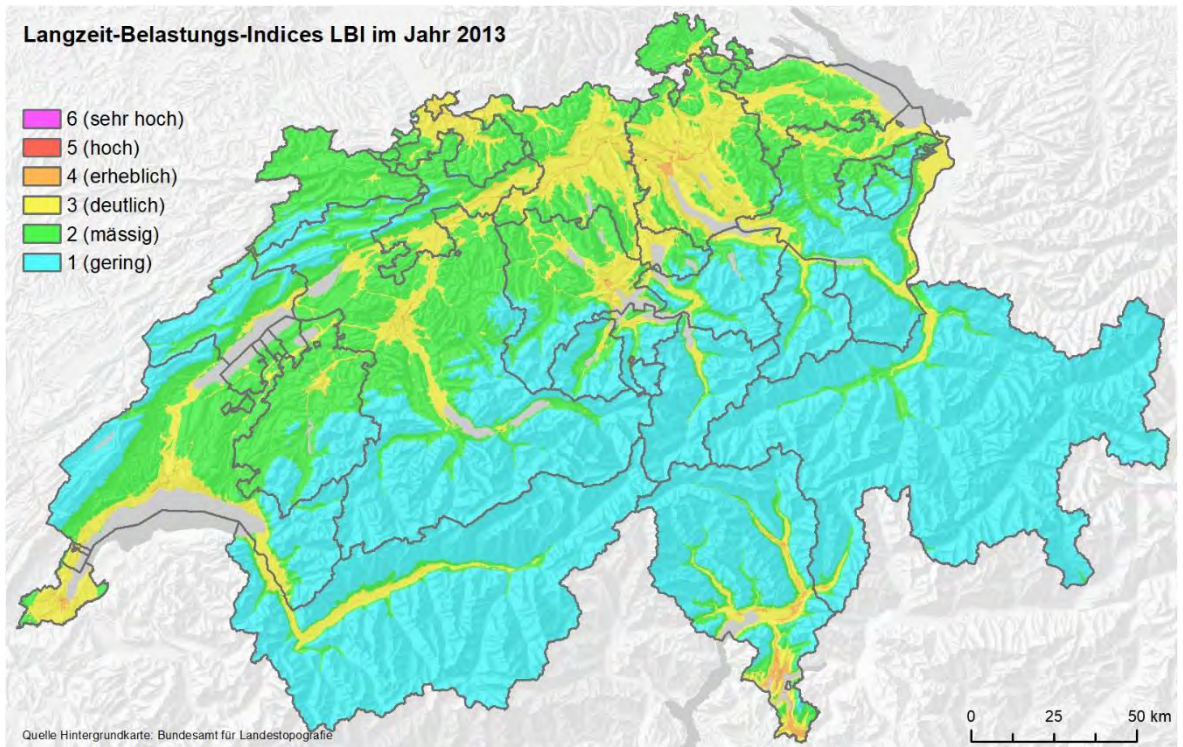 Langzeit-Belastungs-Indices LBI im Jahr 2013
6 (sehr hoch)
5 (hoch)
4 (erheblich)
3 (deutlich)
2 (mässig)
1 (gering)
Quelle Hintergrundkarte: Bundesamt für Landestopografie
0 25 50 km